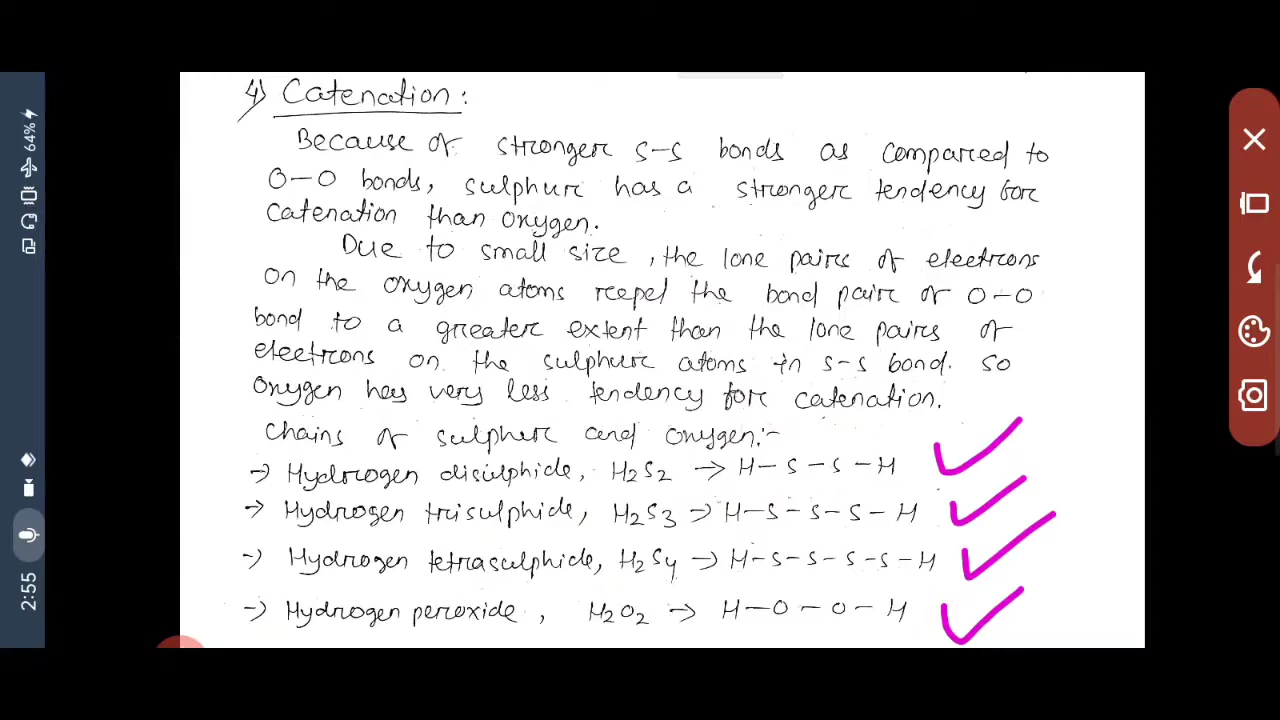 4) Catenation:
Because of stronger S-S bonds as compared to
O-O bonds, sulphur has a stronger tendency for
catenation than oxygen.
Due to small size, the lone pairs of electrons
on the oxygen atoms repel the bond pair of O-O
bond to a greater extent than the lone pairs of
electrons on the sulphur atoms in S-S bond. so
oxygen has very less tendency for catenation.
Chains of sulphur and oxygen:-
→ Hydrogen disulphide, H2S2 → H-S-S-H
→ Hydrogen trisulphide, H2S3 → H-S-S-S-H
→ Hydrogen tetrasulphide, H2S4 → H-S-S-S-S-H
→ Hydrogen peroxide, H2O2 → H-O-O-H
64%
2:55